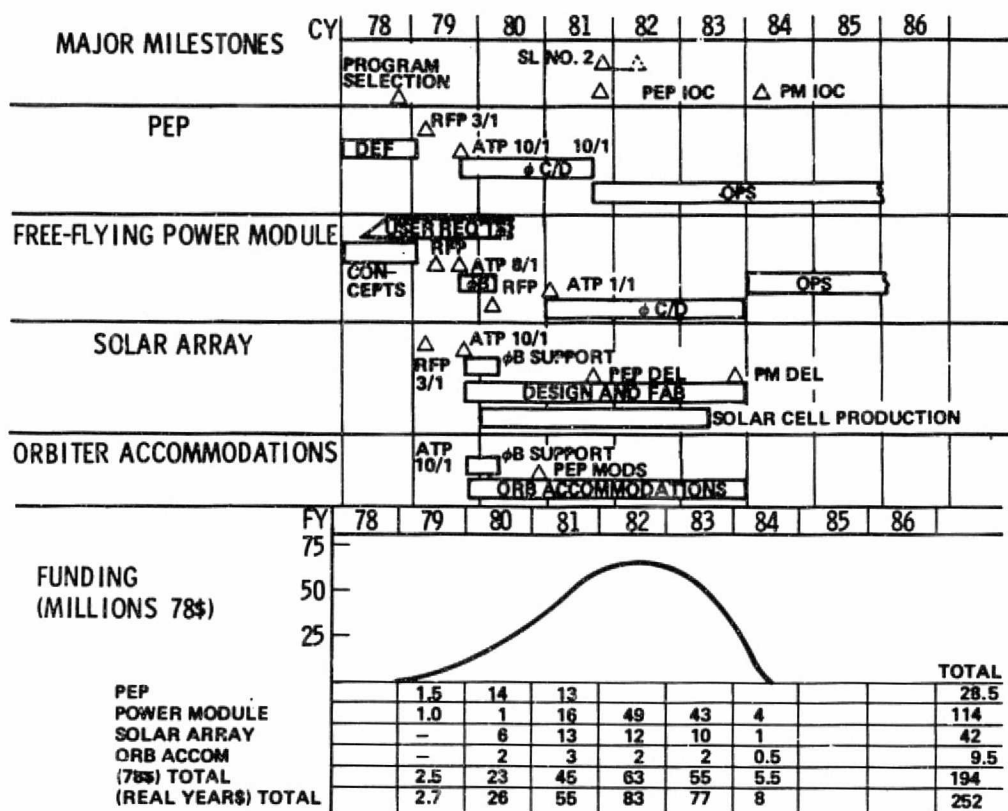 MAJOR MILESTONES CY 78 79 80 81 82 83 84 85 86
SL NO. 2
PROGRAM
SELECTION
PEP IOC PM IOC
PEP
RFP 3/1
DEF ATP 10/1 10/1
φ C/D
OPS
FREE-FLYING POWER MODULE
USER REQ'TS
RFP
CON-
CEPTS
ATP 8/1
φB RFP ATP 1/1 OPS
φ C/D
SOLAR ARRAY
ATP 10/1
RFP
3/1
φB SUPPORT
PEP DEL PM DEL
DESIGN AND FAB
SOLAR CELL PRODUCTION
ORBITER ACCOMMODATIONS
ATP
10/1
φB SUPPORT
PEP MODS
ORB ACCOMMODATIONS
FY 78 79 80 81 82 83 84 85 86
FUNDING
(MILLIONS 78$)
75
50
25
TOTAL
PEP 1.5 14 13 28.5
POWER MODULE 1.0 1 16 49 43 4 114
SOLAR ARRAY – 6 13 12 10 1 42
ORB ACCOM – 2 3 2 2 0.5 9.5
(78$) TOTAL 2.5 23 45 63 55 5.5 194
(REAL YEAR$) TOTAL 2.7 26 55 83 77 8 252